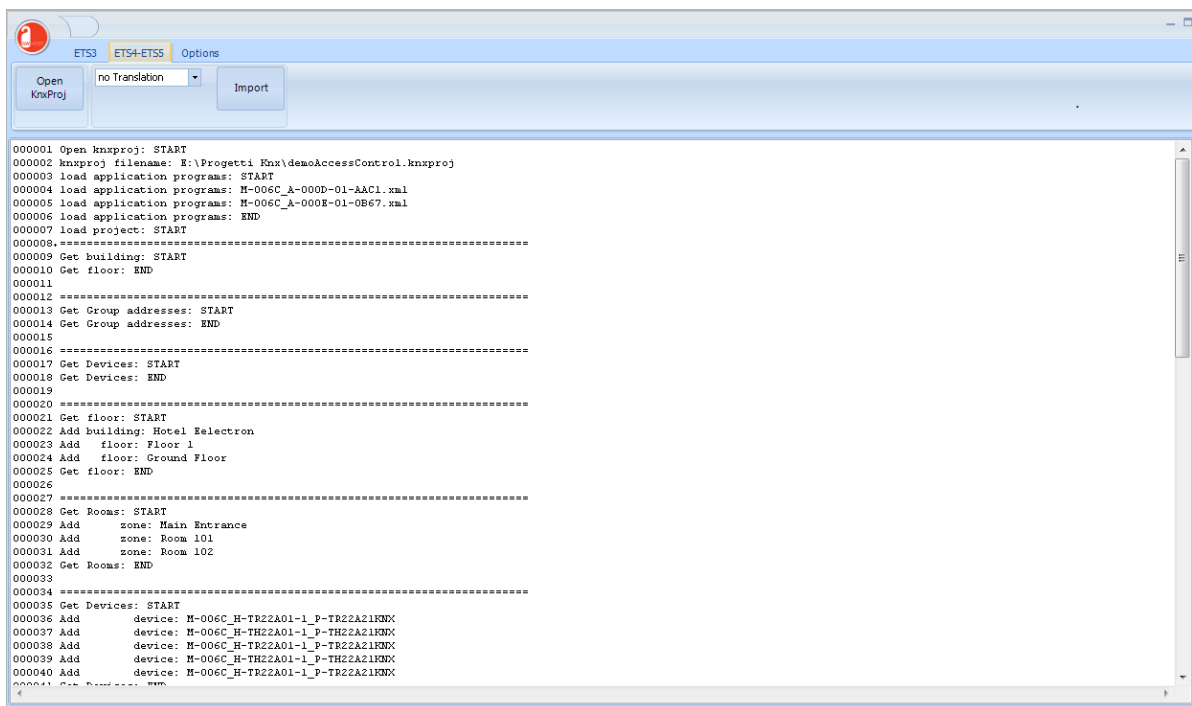 ETS3 ETS4-ETS5 Options
Open
KnxProj
no Translation
Import
000001 Open knxproj: START
000002 knxproj filename: E:\Progetti Knx\demoAccessControl.knxproj
000003 load application programs: START
000004 load application programs: M-006C_A-000D-01-AAC1.xml
000005 load application programs: M-006C_A-000E-01-0B67.xml
000006 load application programs: END
000007 load project: START
000008.======================================================================
000009 Get building: START
000010 Get floor: END
000011
000012 ======================================================================
000013 Get Group addresses: START
000014 Get Group addresses: END
000015
000016 ======================================================================
000017 Get Devices: START
000018 Get Devices: END
000019
000020 ======================================================================
000021 Get floor: START
000022 Add building: Hotel Eelectron
000023 Add   floor: Floor 1
000024 Add   floor: Ground Floor
000025 Get floor: END
000026
000027 ======================================================================
000028 Get Rooms: START
000029 Add      zone: Main Entrance
000030 Add      zone: Room 101
000031 Add      zone: Room 102
000032 Get Rooms: END
000033
000034 ======================================================================
000035 Get Devices: START
000036 Add        device: M-006C_H-TR22A01-1_P-TR22A21KNX
000037 Add        device: M-006C_H-TH22A01-1_P-TH22A21KNX
000038 Add        device: M-006C_H-TR22A01-1_P-TR22A21KNX
000039 Add        device: M-006C_H-TH22A01-1_P-TH22A21KNX
000040 Add        device: M-006C_H-TR22A01-1_P-TR22A21KNX
000041 Get Devices: END